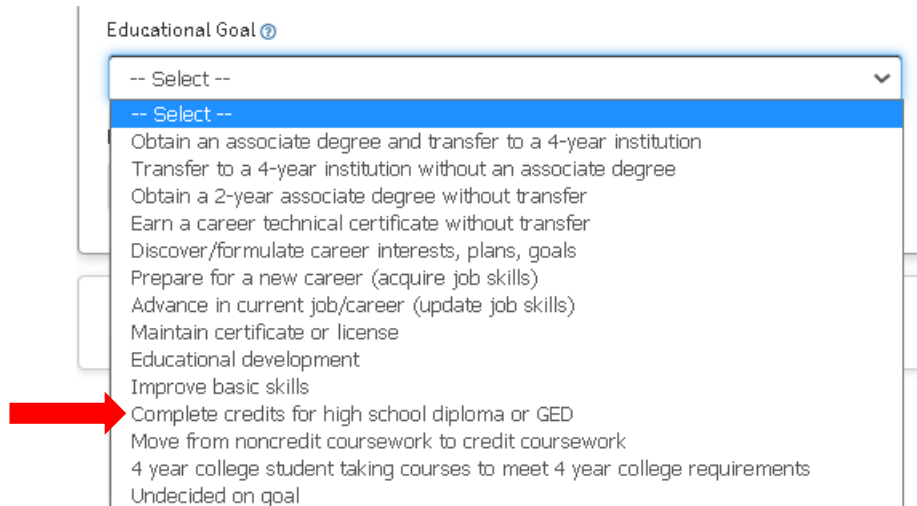 Educational Goal
-- Select --
-- Select --
Obtain an associate degree and transfer to a 4-year institution
Transfer to a 4-year institution without an associate degree
Obtain a 2-year associate degree without transfer
Earn a career technical certificate without transfer
Discover/formulate career interests, plans, goals
Prepare for a new career (acquire job skills)
Advance in current job/career (update job skills)
Maintain certificate or license
Educational development
Improve basic skills
Complete credits for high school diploma or GED
Move from noncredit coursework to credit coursework
4 year college student taking courses to meet 4 year college requirements
Undecided on goal